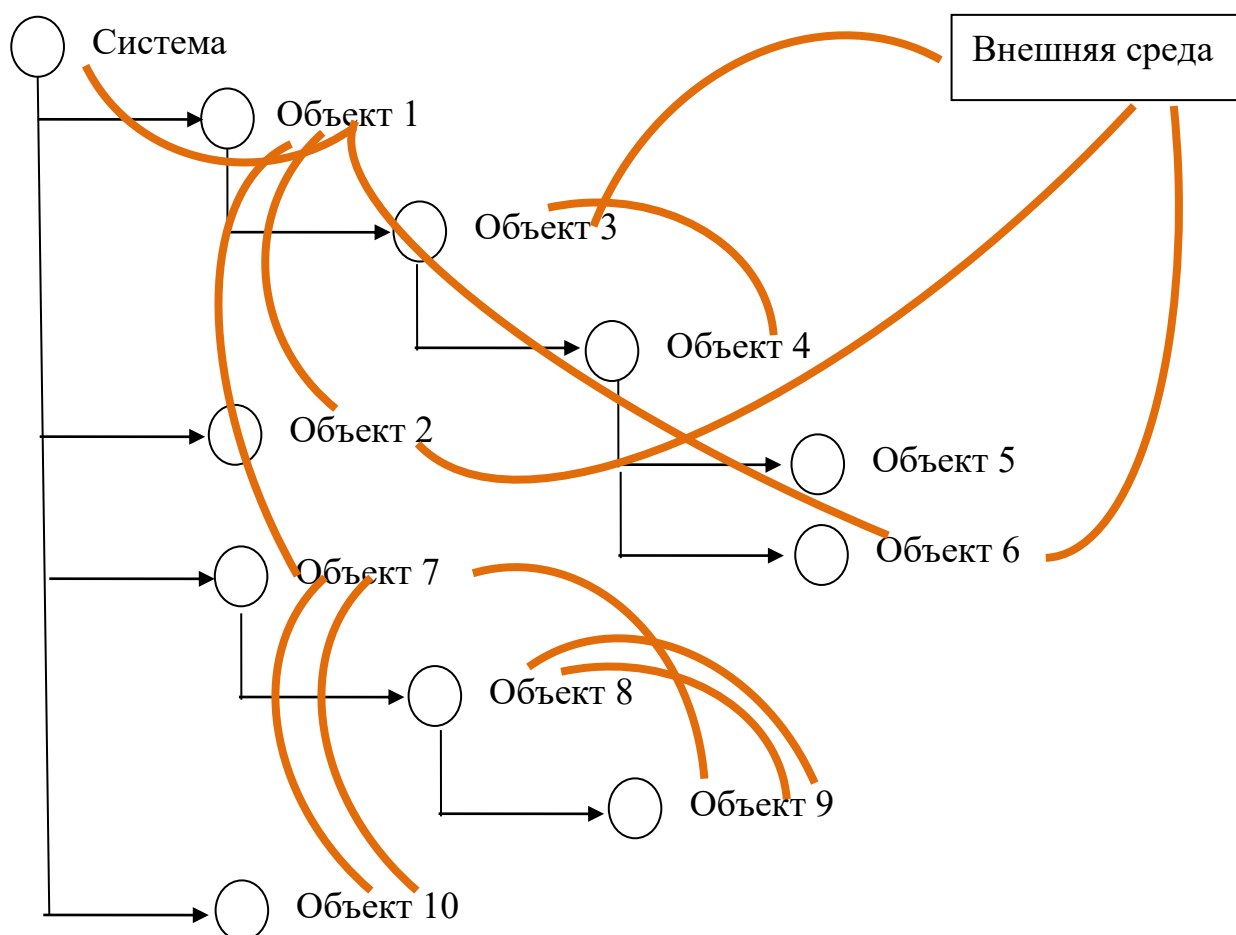 Система
Внешняя среда
Объект 1
Объект 3
Объект 4
Объект 2
Объект 5
Объект 6
Объект 7
Объект 8
Объект 9
Объект 10